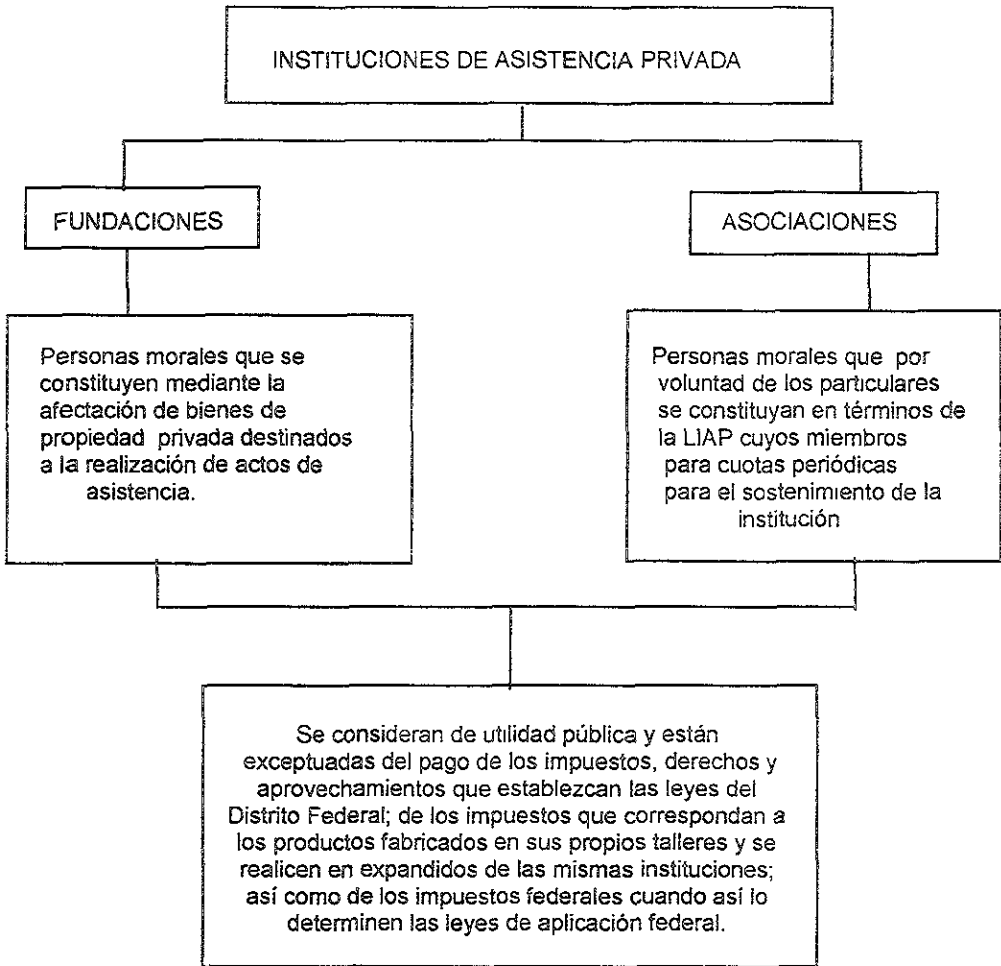 INSTITUCIONES DE ASISTENCIA PRIVADA
FUNDACIONES
ASOCIACIONES
Personas morales que se
constituyen mediante la
afectación de bienes de
propiedad privada destinados
a la realización de actos de
asistencia.
Personas morales que por
voluntad de los particulares
se constituyan en términos de
la LIAP cuyos miembros
para cuotas periódicas
para el sostenimiento de la
institución
Se consideran de utilidad pública y están
exceptuadas del pago de los impuestos, derechos y
aprovechamientos que establezcan las leyes del
Distrito Federal; de los impuestos que correspondan a
los productos fabricados en sus propios talleres y se
realicen en expandidos de las mismas instituciones;
así como de los impuestos federales cuando así lo
determinen las leyes de aplicación federal.